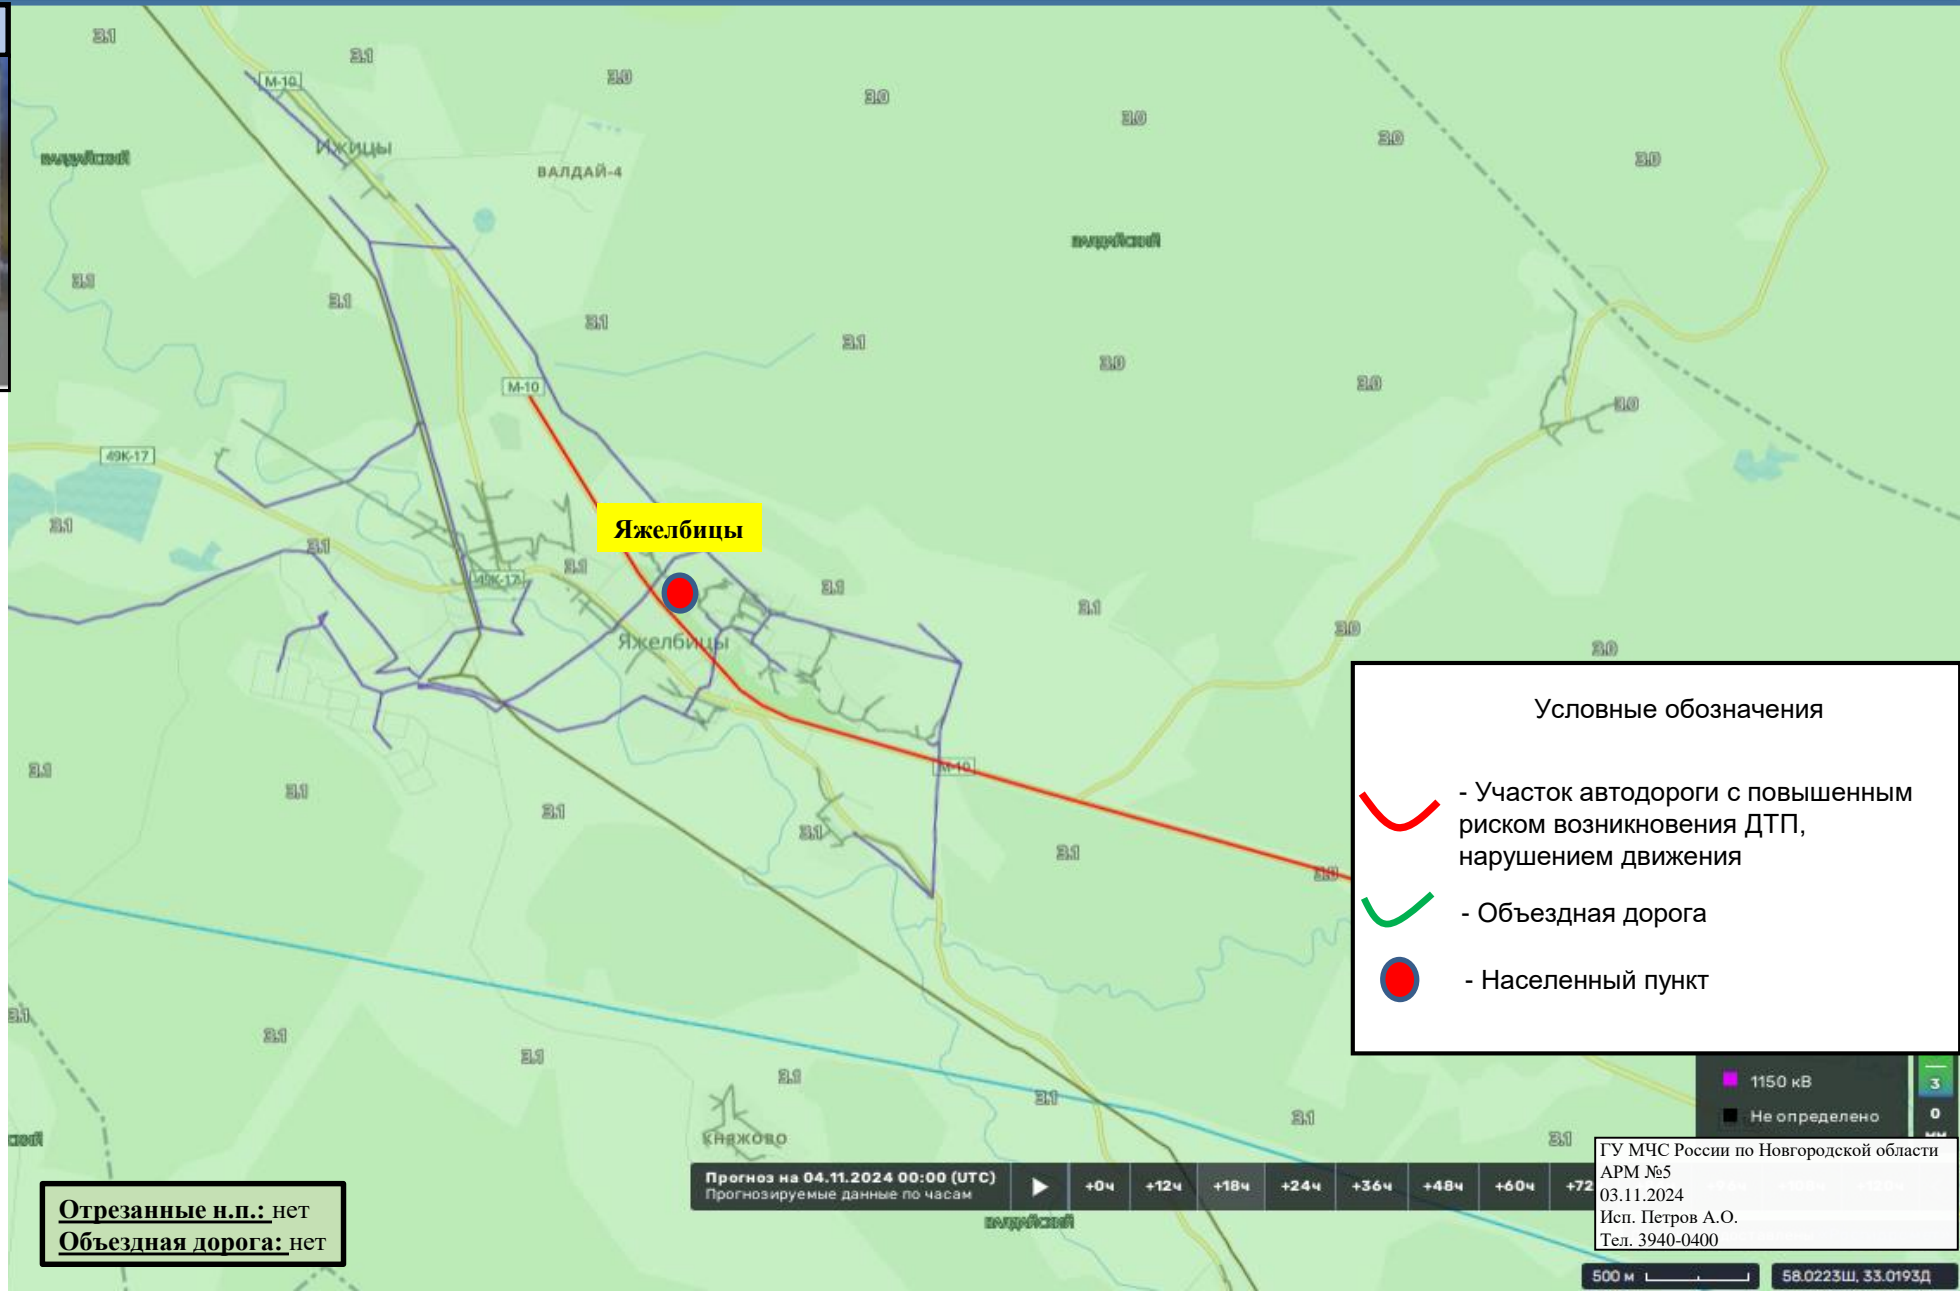 3.1
3.1
3.0
3.0
3.0
3.0
3.0
М-10
Ижицы
ВАЛДАЙСКИЙ
ВАЛДАЙ-4
ВАЛДАЙСКИЙ
3.1
3.1
3.1
3.1
3.0
3.0
3.0
М-10
49К-17
3.1
3.1
Яжелбицы
49К-17
3.1
3.1
3.1
3.0
3.0
Яжелбицы
М-10
3.1
3.1
3.1
3.1
3.1
3.0
Условные обозначения
- Участок автодороги с повышенным
риском возникновения ДТП,
нарушением движения
- Объездная дорога
- Населенный пункт
3.1
3.1
3.1
3.1
3.1
3.1
3.1
КНЯЖОВО
1150 кВ
Не определено
3
0
мм
Прогноз на 04.11.2024 00:00 (UTC)
Прогнозируемые данные по часам
+0ч +12ч +18ч +24ч +36ч +48ч +60ч +72
ВАЛДАЙСКИЙ
Отрезанные н.п.: нет
Объездная дорога: нет
ГУ МЧС России по Новгородской области
АРМ №5
03.11.2024
Исп. Петров А.О.
Тел. 3940-0400
500 м
58.0223Ш, 33.0193Д